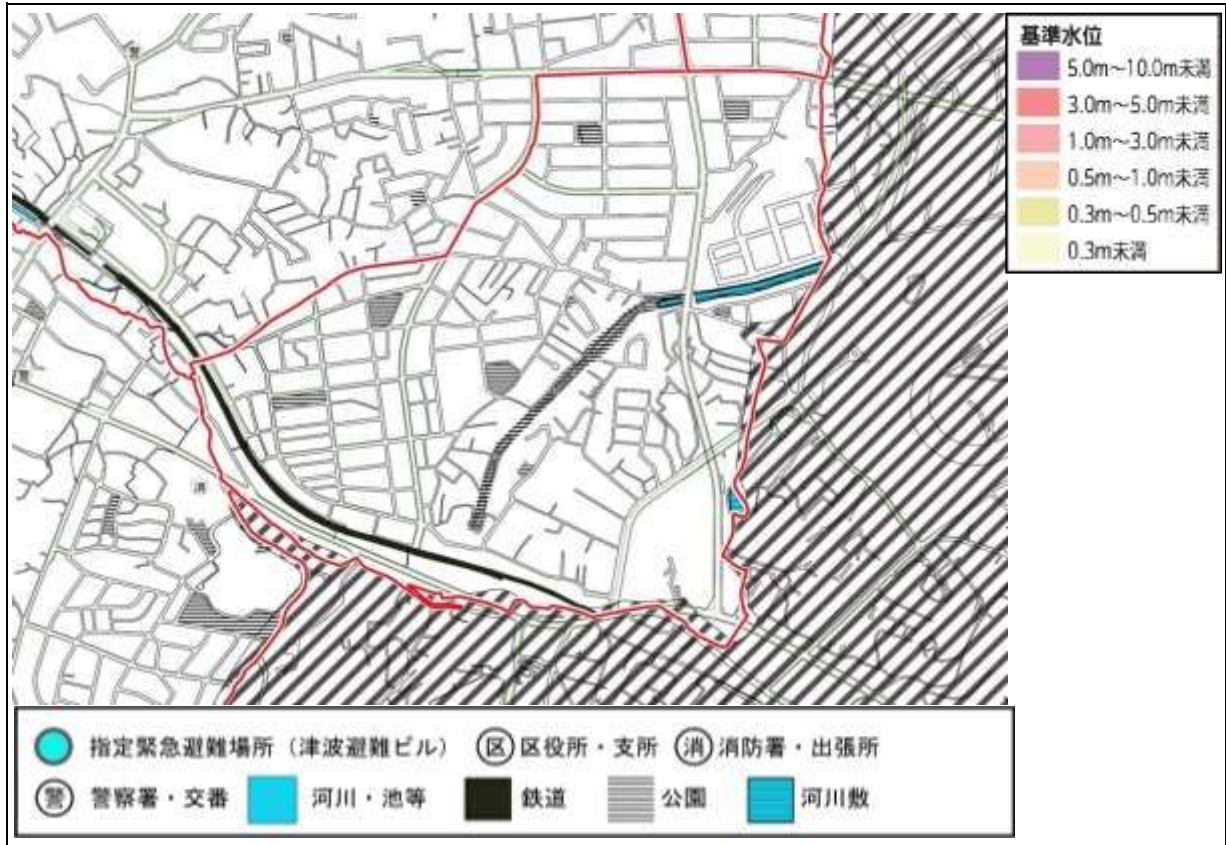 基準水位
5.0m～10.0m未満
3.0m～5.0m未満
1.0m～3.0m未満
0.5m～1.0m未満
0.3m～0.5m未満
0.3m未満
警
消
指定緊急避難場所（津波避難ビル） 区 区役所・支所 消 消防署・出張所
警 警察署・交番 河川・池等 鉄道 公園 河川敷